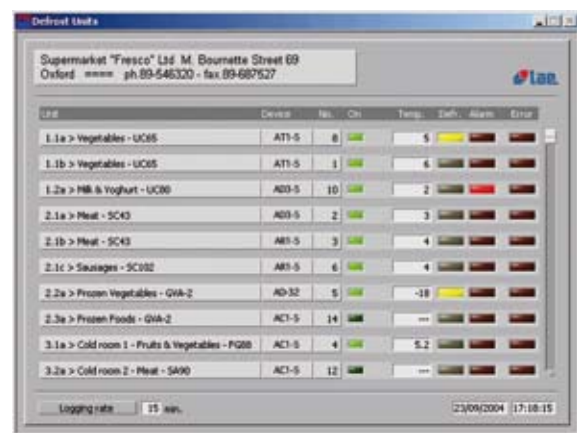 Defrost Units
Supermarket "Fresco" Ltd M. Bournette Street 69
Oxford ==== ph.89-546320 - fax.89-687527
lae
Unit Device No. On Temp. Defr. Alarm Error
1.1a > Vegetables - UC65 AT1-5 8 5
1.1b > Vegetables - UC65 AT1-5 1 6
1.2a > Milk & Yoghurt - UC80 AD3-5 10 2
2.1a > Meat - SC43 AD3-5 2 3
2.1b > Meat - SC43 AR1-5 3 4
2.1c > Sausages - SC102 AR1-5 6 4
2.2a > Frozen Vegetables - GVA-2 AD-32 5 -18
2.3a > Frozen Foods - GVA-2 AC1-5 14 ---
3.1a > Cold room 1 - Fruits & Vegetables - FG88 AC1-5 4 5.2
3.2a > Cold room 2 - Meat - SA90 AC1-5 12 ---
Logging rate 15 min. 23/09/2004 17:18:15